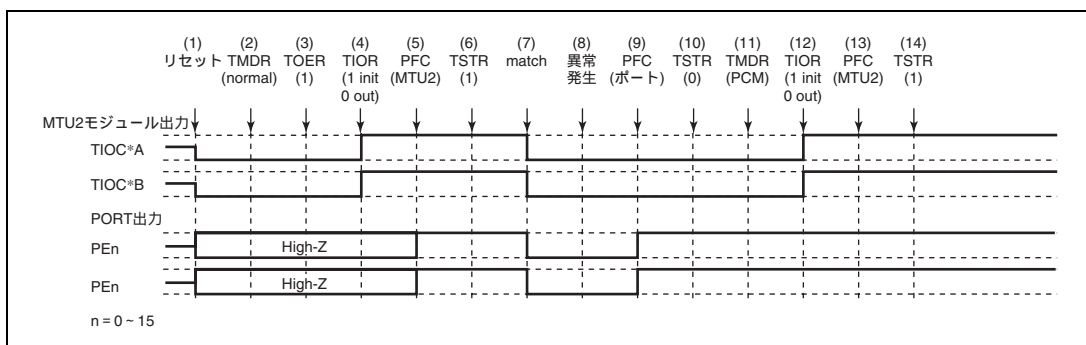 (1) (2) (3) (4) (5) (6) (7) (8) (9) (10) (11) (12) (13) (14)
リセット TMDR TOER TIOR PFC TSTR match 異常 PFC TSTR TMDR TIOR PFC TSTR
(normal) (1) (1 init (MTU2) (1) 発生 (ポート) (0) (PCM) (1 init (MTU2) (1)
0 out) 0 out)
MTU2モジュール出力
TIOC*A
TIOC*B
PORT出力
PEn High-Z
PEn High-Z
n = 0 ~ 15